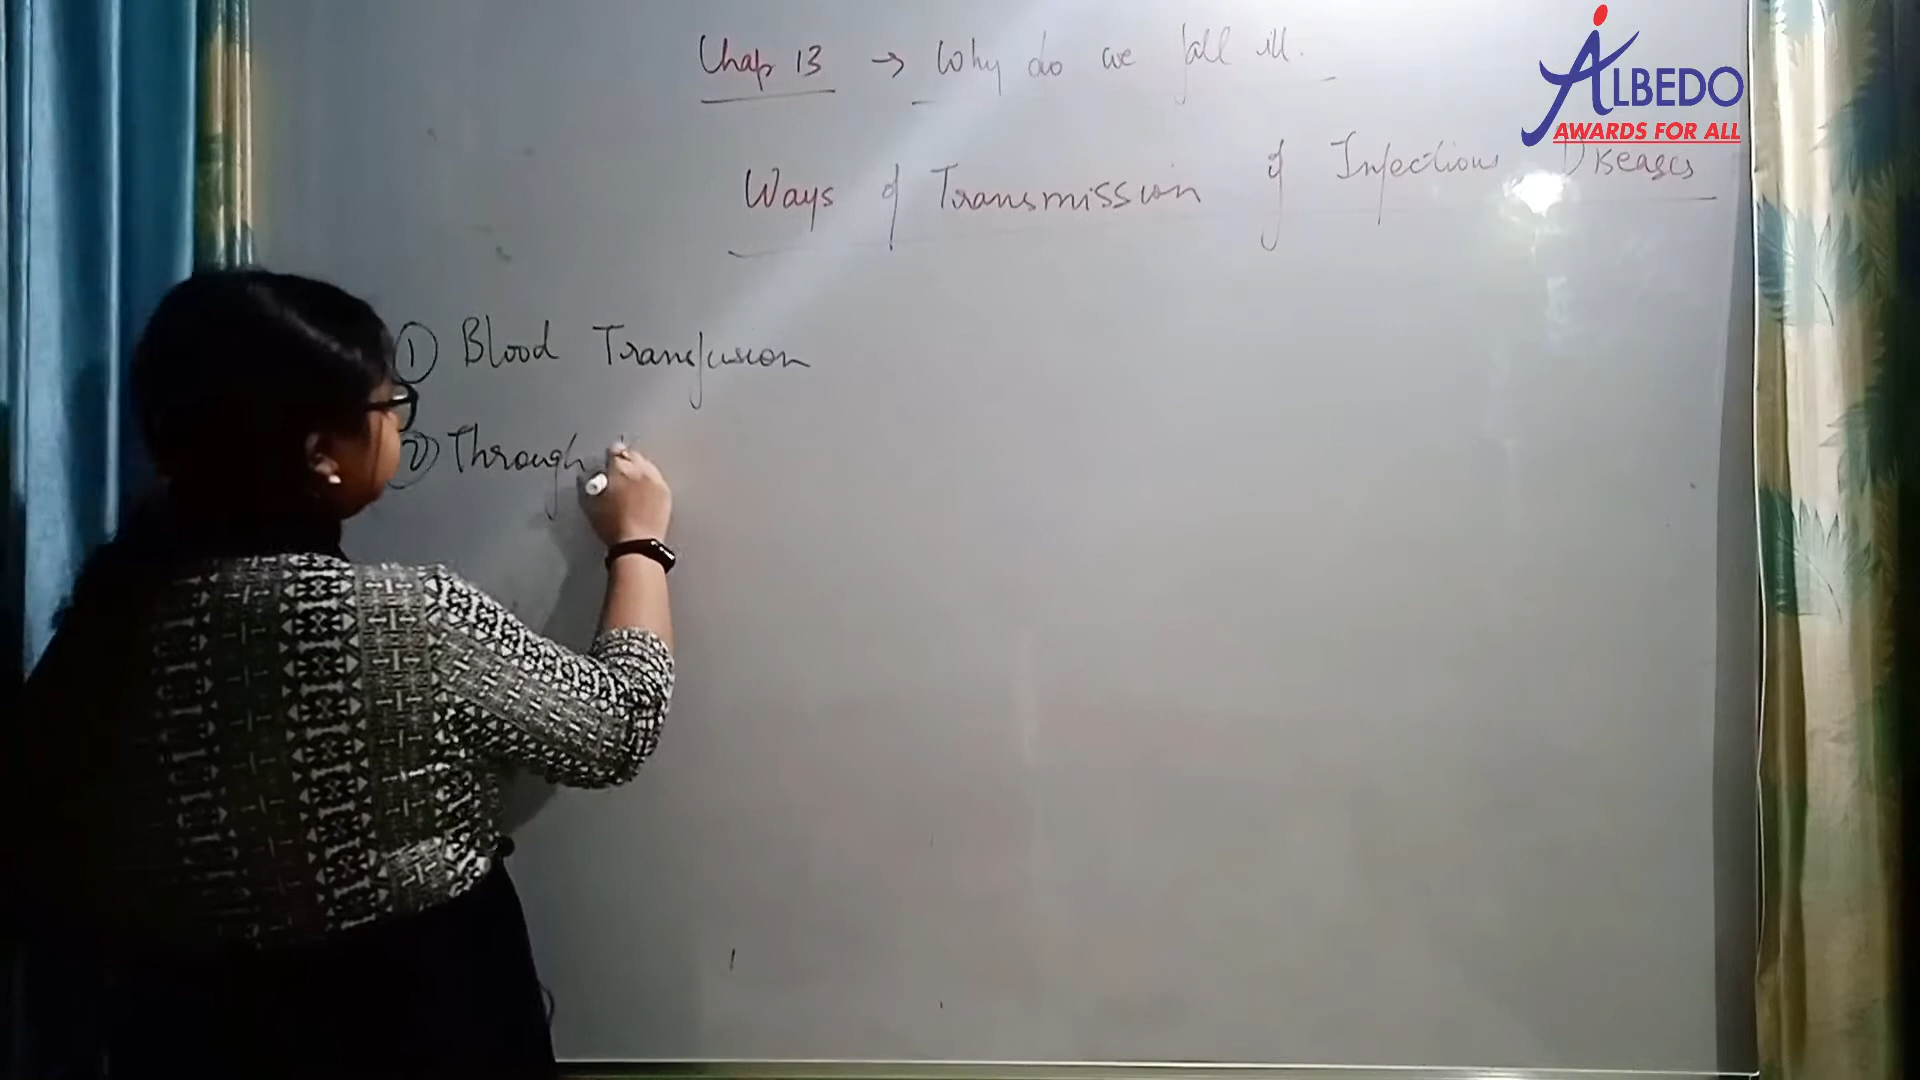 Chap 13 → Why do we fall ill.
ALBEDO
AWARDS FOR ALL
Ways of Transmission of Infectious Diseases
① Blood Transfusion
② Through